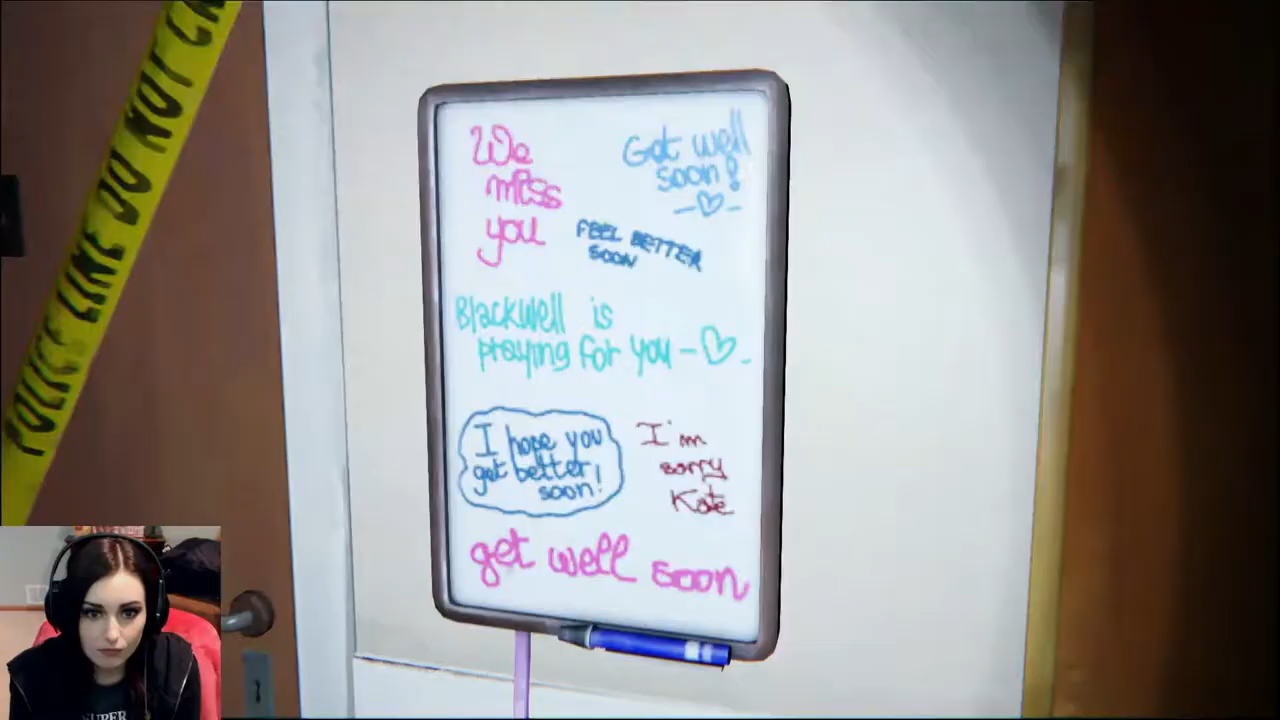 POLICE LINE DO NOT CR
We
miss
you
Get well
soon!
FEEL BETTER
SOON
Blackwell is
praying for you
I hope you
get better
soon!
I'm
sorry
Kate
get well soon
SUPER